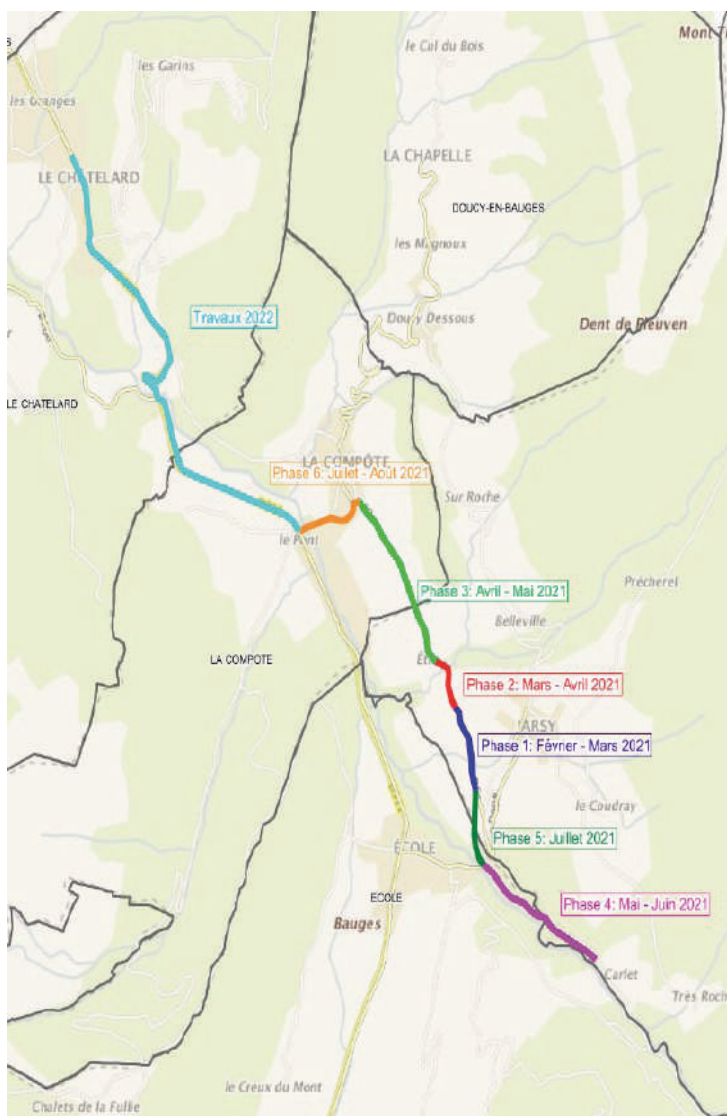 le Col du Bois
Mont
les Garins
les Granges
LA CHAPELLE
LE CHATELARD
DOUCY-EN-BAUGES
les Magnoux
Travaux 2022
Doucy Dessous
Dent de Pleuven
LE CHATELARD
LA COMPÔTE
Phase 6: Juillet - Août 2021
Sur Roche
le Pont
Précherel
Phase 3: Avril - Mai 2021
Belleville
LA COMPOTE
Phase 2: Mars - Avril 2021
JARSY
Phase 1: Février - Mars 2021
le Coudray
Phase 5: Juillet 2021
ÉCOLE
ECOLE
Phase 4: Mai - Juin 2021
Bauges
Carlet
Très Roche
le Creux du Mont
Chalets de la Fullie